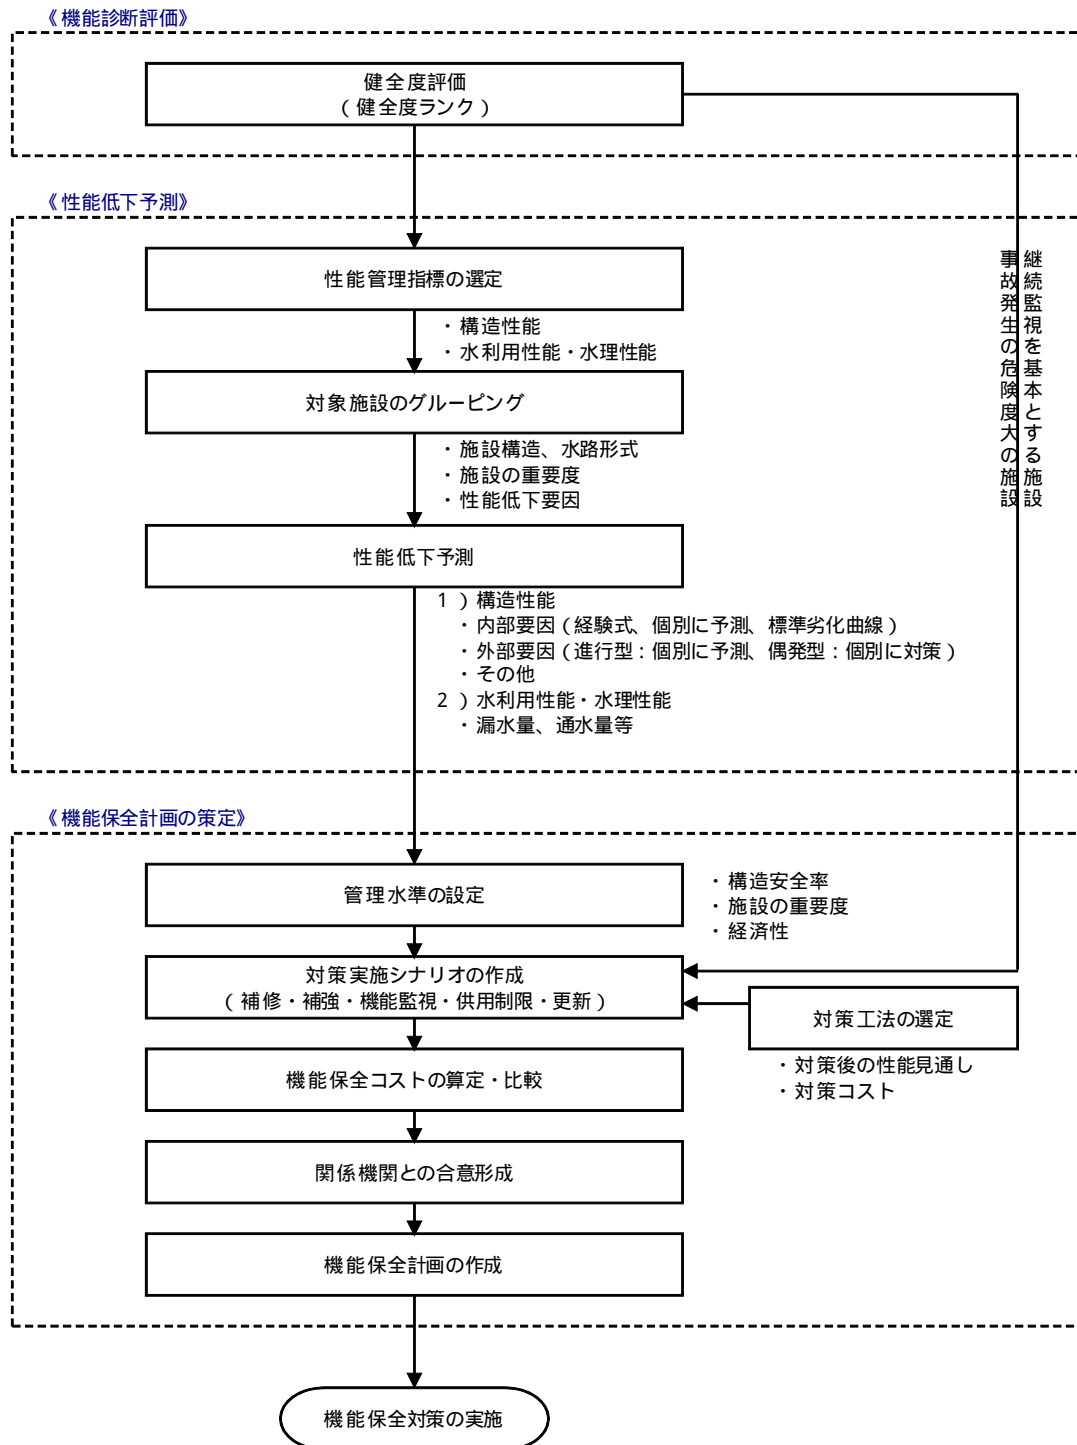 《機能診断評価》
健全度評価
(健全度ランク)
《性能低下予測》
性能管理指標の選定
・構造性能
・水利用性能・水理性能
対象施設のグルーピング
・施設構造、水路形式
・施設の重要度
・性能低下要因
性能低下予測
1)構造性能
・内部要因(経験式、個別に予測、標準劣化曲線)
・外部要因(進行型:個別に予測、偶発型:個別に対策)
・その他
2)水利用性能・水理性能
・漏水量、通水量等
継続監視を基本とする施設
事故発生の危険度大の施設
《機能保全計画の策定》
管理水準の設定
・構造安全率
・施設の重要度
・経済性
対策実施シナリオの作成
(補修・補強・機能監視・供用制限・更新)
対策工法の選定
・対策後の性能見通し
・対策コスト
機能保全コストの算定・比較
関係機関との合意形成
機能保全計画の作成
機能保全対策の実施